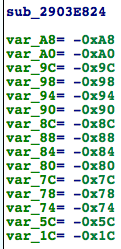 sub_2903E824
var_A8= -0xA8
var_A0= -0xA0
var_9C= -0x9C
var_98= -0x98
var_94= -0x94
var_90= -0x90
var_8C= -0x8C
var_88= -0x88
var_84= -0x84
var_80= -0x80
var_7C= -0x7C
var_78= -0x78
var_74= -0x74
var_5C= -0x5C
var_1C= -0x1C